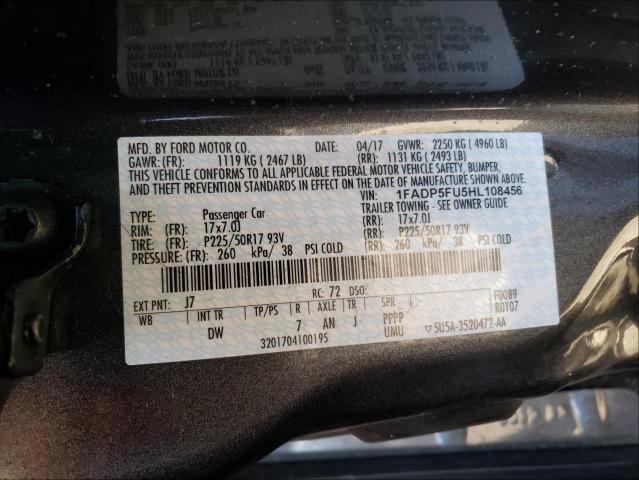 MFD. BY FORD MOTOR CO. DATE: 04/17 GVWR: 2250 KG ( 4960 LB)
GAWR: (FR): 1119 KG ( 2467 LB) (RR): 1131 KG ( 2493 LB)
THIS VEHICLE CONFORMS TO ALL APPLICABLE FEDERAL MOTOR VEHICLE SAFETY, BUMPER,
AND THEFT PREVENTION STANDARDS IN EFFECT ON THE DATE OF MANUFACTURE SHOWN ABOVE.
VIN: 1FADP5FU5HL108456
TYPE: Passenger Car TRAILER TOWING - SEE OWNER GUIDE
RIM: (FR): 17x7.0J (RR): 17x7.0J
TIRE: (FR): P225/50R17 93V (RR): P225/50R17 93V
PRESSURE: (FR): 260 kPa/ 38 PSI COLD (RR): 260 kPa/ 38 PSI COLD
EXT PNT: J7 RC: 72 DSO: F0089
WB INT TR TP/PS R AXLE TR SPR R0107
DW 7 AN J PPPP
UMU 5U5A-3520472-AA
3201704100195